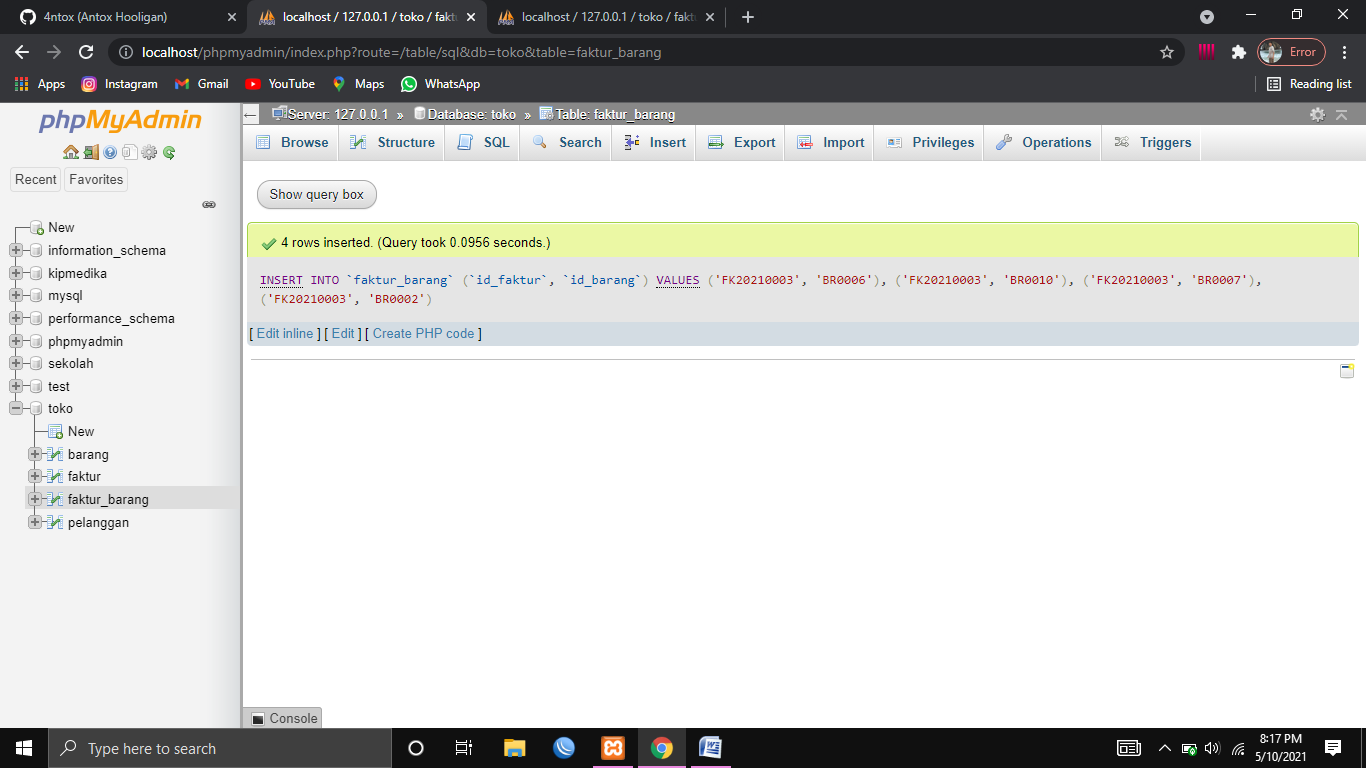 4ntox (Antox Hooligan)
localhost / 127.0.0.1 / toko / fakt
localhost / 127.0.0.1 / toko / fakt
localhost/phpmyadmin/index.php?route=/table/sql&db=toko&table=faktur_barang
Error
Apps
Instagram
Gmail
YouTube
Maps
WhatsApp
Reading list
phpMyAdmin
Recent
Favorites
New
information_schema
kipmedika
mysql
performance_schema
phpmyadmin
sekolah
test
toko
New
barang
faktur
faktur_barang
pelanggan
Server: 127.0.0.1 » Database: toko » Table: faktur_barang
Browse
Structure
SQL
Search
Insert
Export
Import
Privileges
Operations
Triggers
Show query box
4 rows inserted. (Query took 0.0956 seconds.)
INSERT INTO `faktur_barang` (`id_faktur`, `id_barang`) VALUES ('FK20210003', 'BR0006'), ('FK20210003', 'BR0010'), ('FK20210003', 'BR0007'),
('FK20210003', 'BR0002')
[ Edit inline ] [ Edit ] [ Create PHP code ]
Console
Type here to search
8:17 PM
5/10/2021